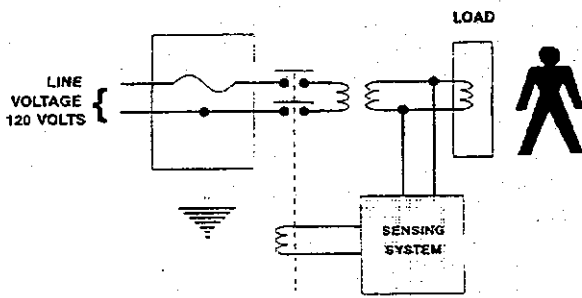 LOAD
LINE
VOLTAGE
120 VOLTS
SENSING
SYSTEM